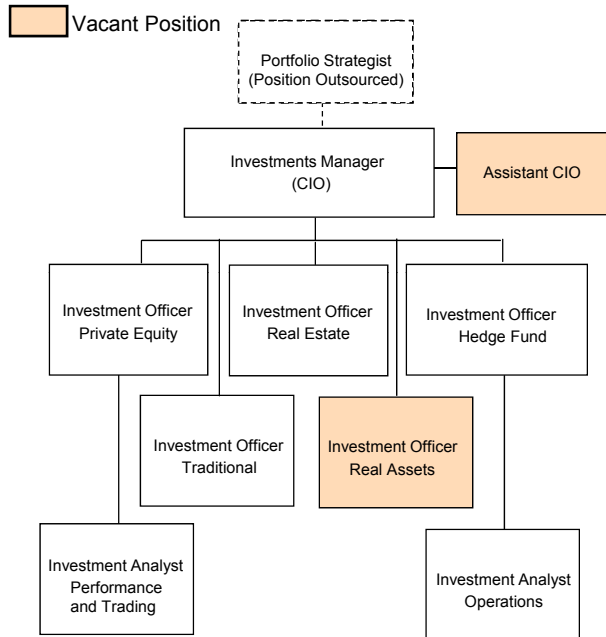 Vacant Position
Portfolio Strategist
(Position Outsourced)
Investments Manager
(CIO)
Assistant CIO
Investment Officer
Private Equity
Investment Officer
Real Estate
Investment Officer
Hedge Fund
Investment Officer
Traditional
Investment Officer
Real Assets
Investment Analyst
Performance
and Trading
Investment Analyst
Operations